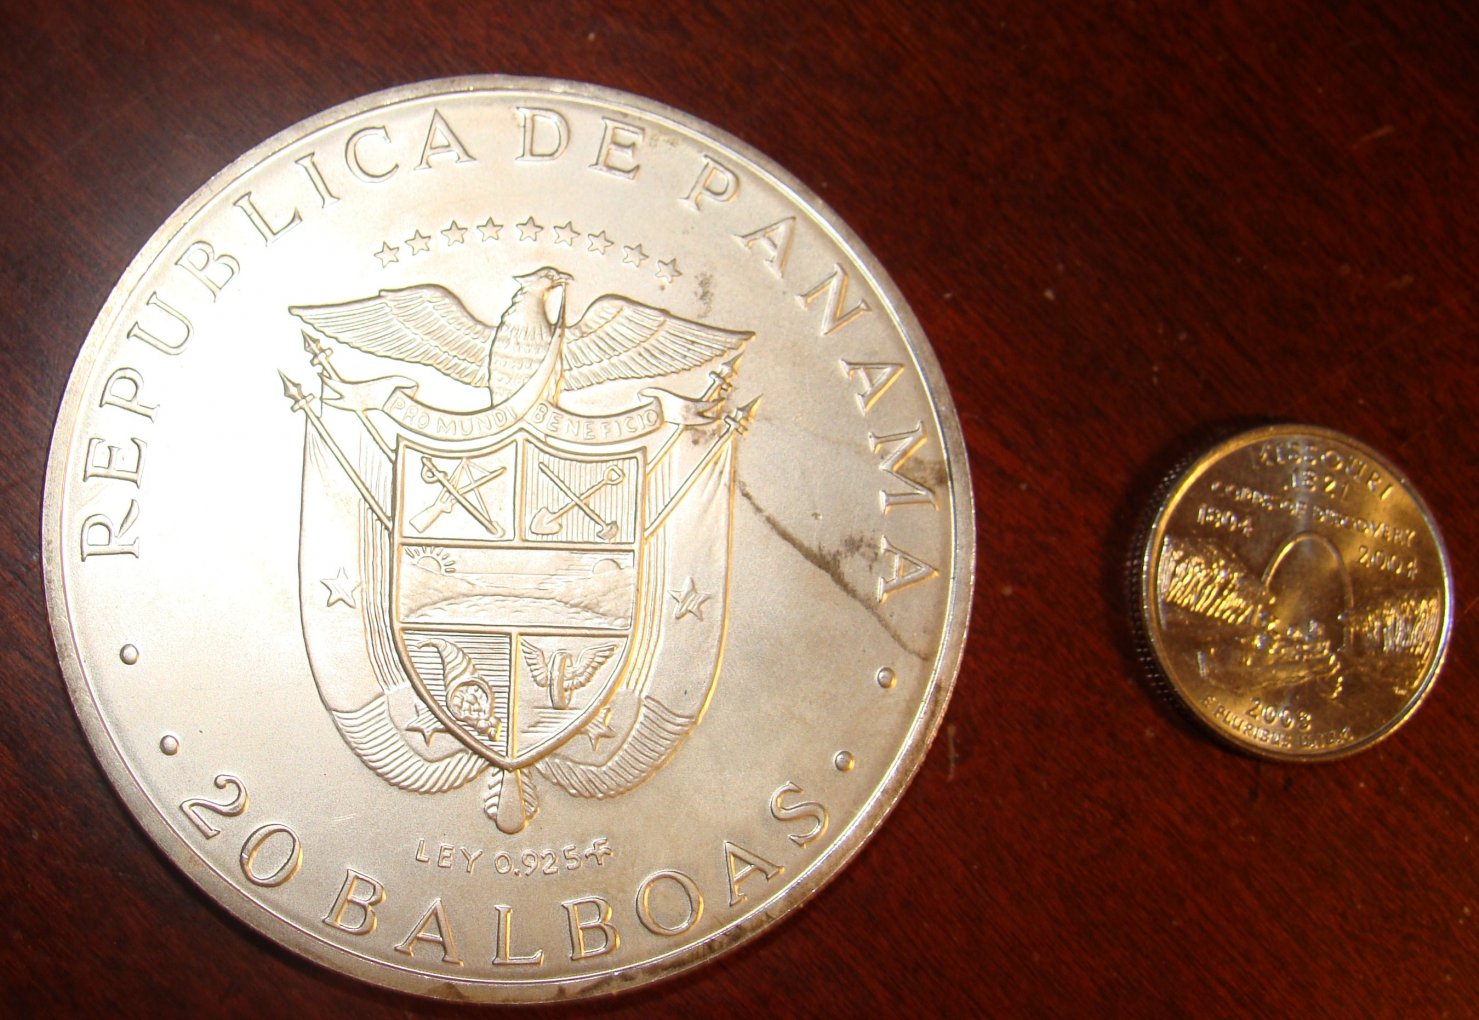 REPUBLICA DE PANAMA
PRO MUNDI BENEFICIO
LEY 0.925
· · 20 BALBOAS · ·
MISSOURI
1821
CORPS OF DISCOVERY
1804 2004
2003
E PLURIBUS UNUM